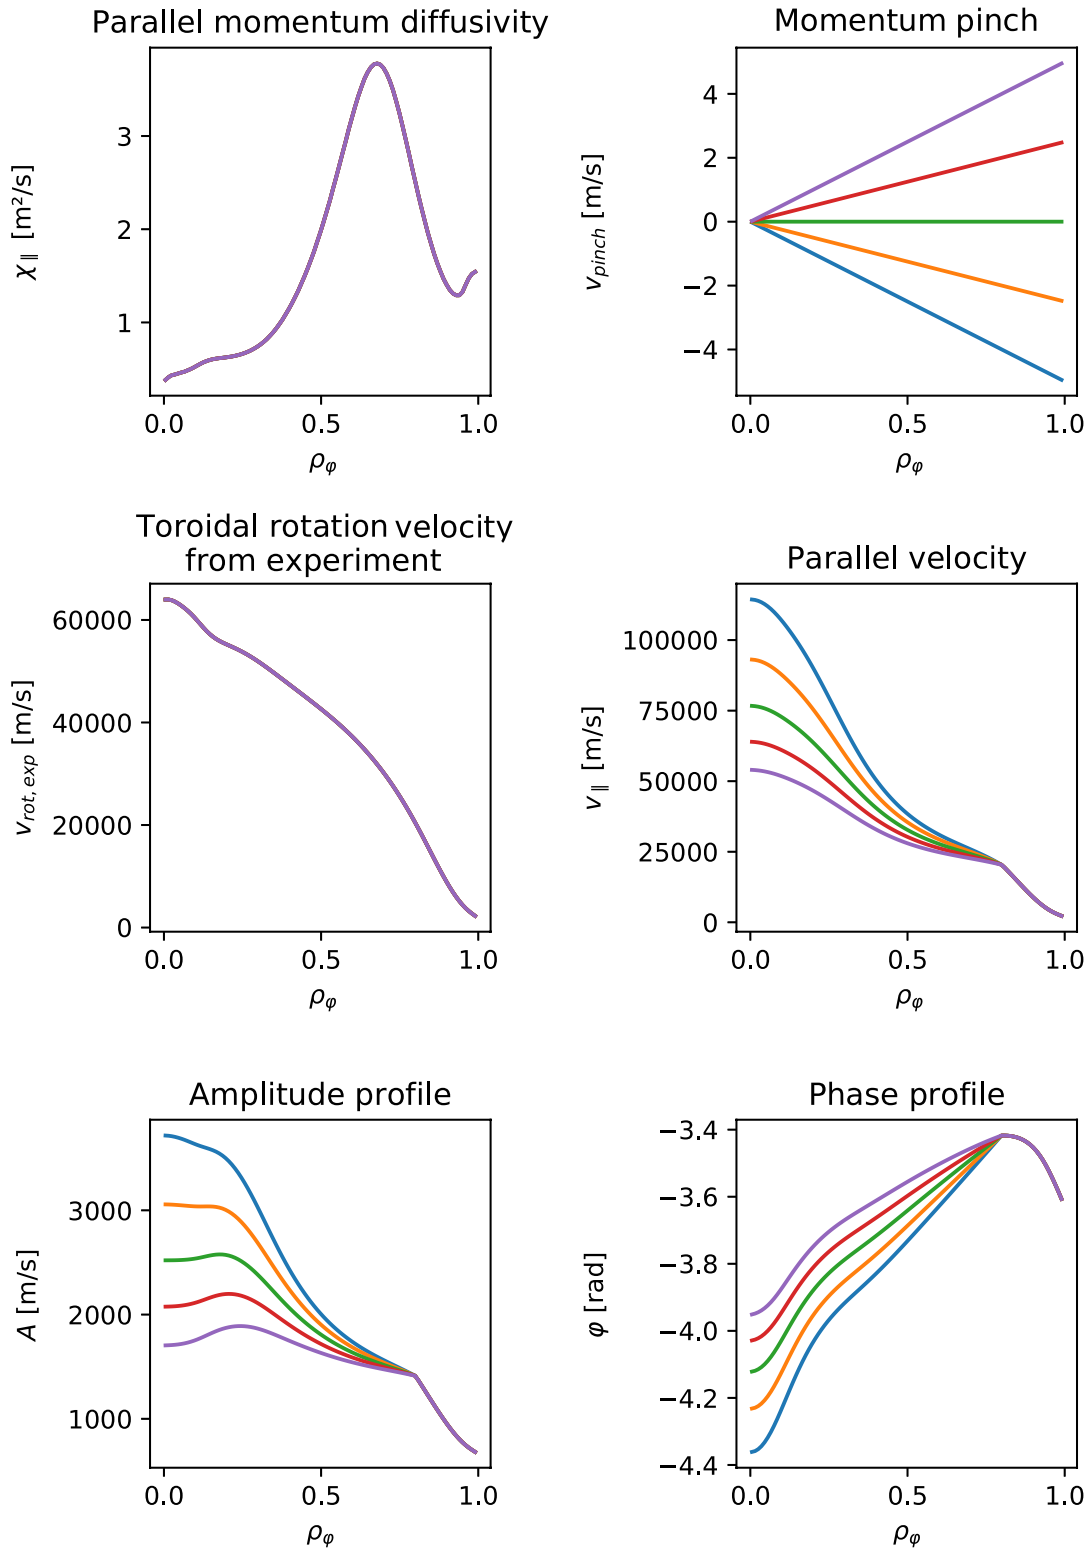 Parallel momentum diffusivity
χ∥ [m²/s]
3
2
1
0.0 0.5 1.0
ρφ
Momentum pinch
vpinch [m/s]
4
2
0
−2
−4
0.0 0.5 1.0
ρφ
Toroidal rotation velocity
from experiment
vrot,exp [m/s]
60000
40000
20000
0
0.0 0.5 1.0
ρφ
Parallel velocity
v∥ [m/s]
100000
75000
50000
25000
0
0.0 0.5 1.0
ρφ
Amplitude profile
A [m/s]
3000
2000
1000
0.0 0.5 1.0
ρφ
Phase profile
φ [rad]
−3.4
−3.6
−3.8
−4.0
−4.2
−4.4
0.0 0.5 1.0
ρφ